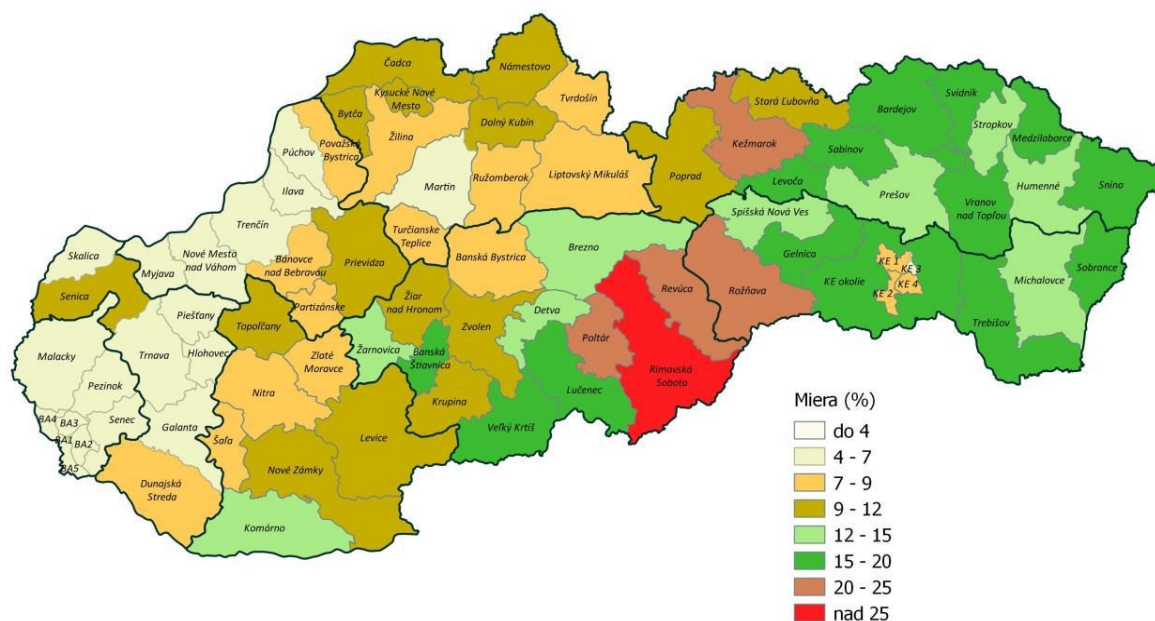 Čadca
Námestovo
Kysucké Nové
Mesto
Tvrdošín
Bytča
Dolný Kubín
Stará Ľubovňa
Bardejov
Svidník
Stropkov
Medzilaborce
Púchov
Považská
Bystrica
Žilina
Kežmarok
Sabinov
Ilava
Martin
Ružomberok
Liptovský Mikuláš
Poprad
Levoča
Prešov
Humenné
Snina
Vranov
nad Topľou
Trenčín
Turčianske
Teplice
Spišská Nová Ves
Skalica
Myjava
Nové Mesto
nad Váhom
Bánovce
nad Bebravou
Prievidza
Banská Bystrica
Brezno
Gelnica
KE 1
KE 3
KE 4
KE 2
KE okolie
Michalovce
Sobrance
Senica
Partizánske
Žiar
nad Hronom
Revúca
Rožňava
Trebišov
Piešťany
Topoľčany
Zvolen
Detva
Poltár
Malacky
Trnava
Hlohovec
Zlaté
Moravce
Žarnovica
Banská
Štiavnica
Rimavská
Sobota
Pezinok
Nitra
Krupina
Lučenec
BA4
BA3
BA1
BA2
BA5
Senec
Galanta
Šaľa
Levice
Veľký Krtíš
Dunajská
Streda
Nové Zámky
Komárno
Miera (%)
do 4
4 - 7
7 - 9
9 - 12
12 - 15
15 - 20
20 - 25
nad 25